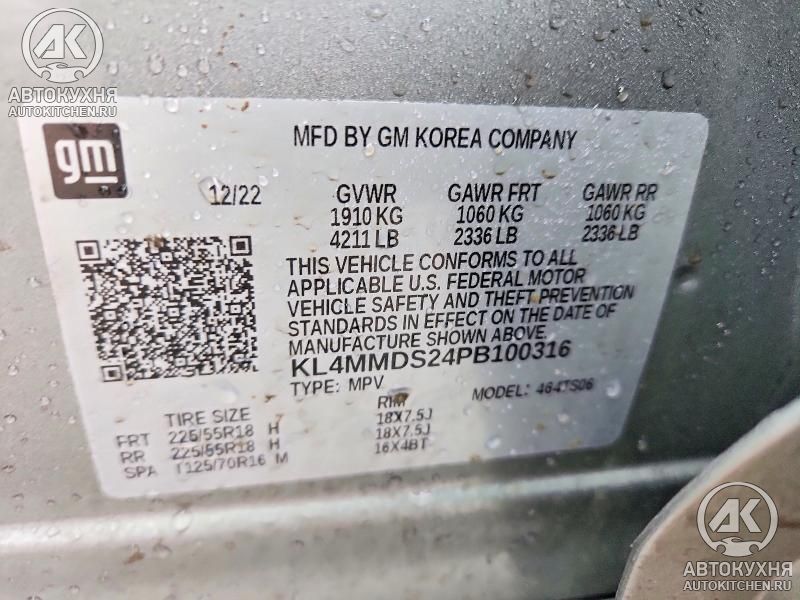 АК
АВТОКУХНЯ
AUTOKITCHEN.RU
gm
MFD BY GM KOREA COMPANY
12/22 GVWR GAWR FRT GAWR RR
1910 KG 1060 KG 1060 KG
4211 LB 2336 LB 2336 LB
THIS VEHICLE CONFORMS TO ALL
APPLICABLE U.S. FEDERAL MOTOR
VEHICLE SAFETY AND THEFT PREVENTION
STANDARDS IN EFFECT ON THE DATE OF
MANUFACTURE SHOWN ABOVE.
KL4MMDS24PB100316
TYPE: MPV MODEL: 4B4TS06
TIRE SIZE RIM
FRT 225/55R18 H 18X7.5J
RR 225/55R18 H 18X7.5J
SPA T125/70R16 M 16X4BT
АК
АВТОКУХНЯ
AUTOKITCHEN.RU